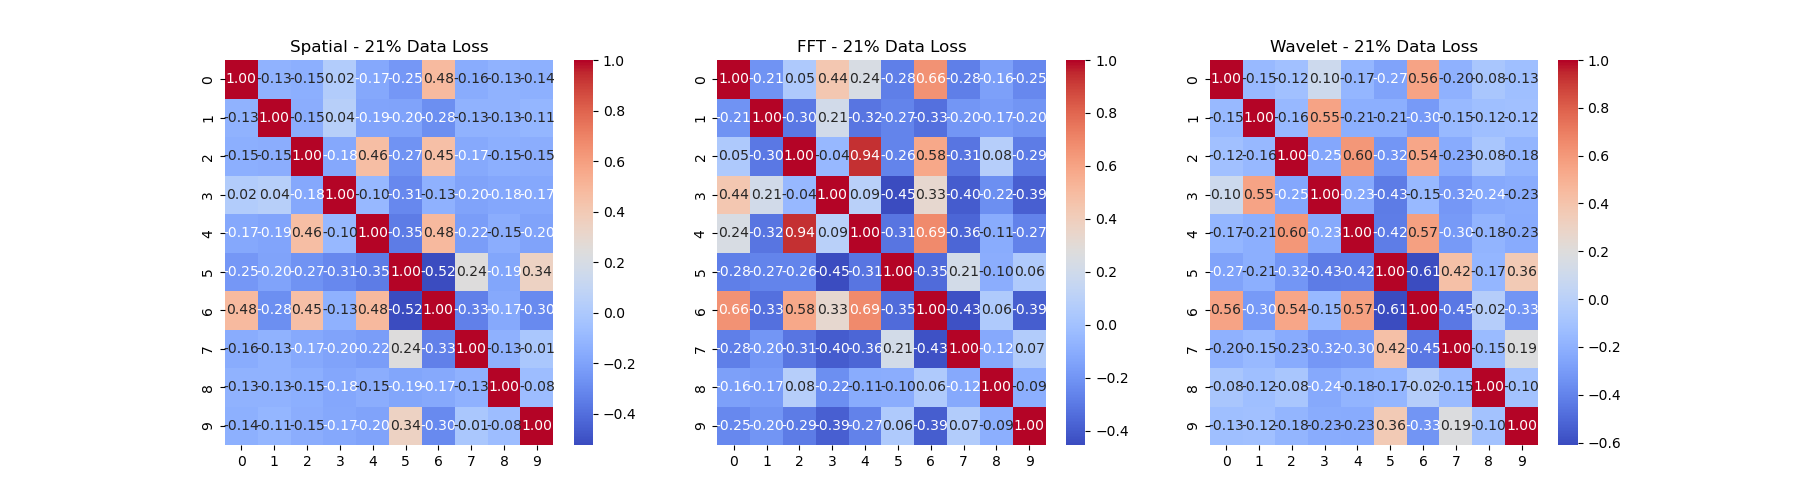 Spatial - 21% Data Loss
0 1.00 -0.13 -0.15 0.02 -0.17 -0.25 0.48 -0.16 -0.13 -0.14
1 -0.13 1.00 -0.15 0.04 -0.19 -0.20 -0.28 -0.13 -0.13 -0.11
2 -0.15 -0.15 1.00 -0.18 0.46 -0.27 0.45 -0.17 -0.15 -0.15
3 0.02 0.04 -0.18 1.00 -0.10 -0.31 -0.13 -0.20 -0.18 -0.17
4 -0.17 -0.19 0.46 -0.10 1.00 -0.35 0.48 -0.22 -0.15 -0.20
5 -0.25 -0.20 -0.27 -0.31 -0.35 1.00 -0.52 0.24 -0.19 0.34
6 0.48 -0.28 0.45 -0.13 0.48 -0.52 1.00 -0.33 -0.17 -0.30
7 -0.16 -0.13 -0.17 -0.20 -0.22 0.24 -0.33 1.00 -0.13 -0.01
8 -0.13 -0.13 -0.15 -0.18 -0.15 -0.19 -0.17 -0.13 1.00 -0.08
9 -0.14 -0.11 -0.15 -0.17 -0.20 0.34 -0.30 -0.01 -0.08 1.00
0 1 2 3 4 5 6 7 8 9
1.0
0.8
0.6
0.4
0.2
0.0
−0.2
−0.4
FFT - 21% Data Loss
0 1.00 -0.21 0.05 0.44 0.24 -0.28 0.66 -0.28 -0.16 -0.25
1 -0.21 1.00 -0.30 0.21 -0.32 -0.27 -0.33 -0.20 -0.17 -0.20
2 0.05 -0.30 1.00 -0.04 0.94 -0.26 0.58 -0.31 0.08 -0.29
3 0.44 0.21 -0.04 1.00 0.09 -0.45 0.33 -0.40 -0.22 -0.39
4 0.24 -0.32 0.94 0.09 1.00 -0.31 0.69 -0.36 -0.11 -0.27
5 -0.28 -0.27 -0.26 -0.45 -0.31 1.00 -0.35 0.21 -0.10 0.06
6 0.66 -0.33 0.58 0.33 0.69 -0.35 1.00 -0.43 0.06 -0.39
7 -0.28 -0.20 -0.31 -0.40 -0.36 0.21 -0.43 1.00 -0.12 0.07
8 -0.16 -0.17 0.08 -0.22 -0.11 -0.10 0.06 -0.12 1.00 -0.09
9 -0.25 -0.20 -0.29 -0.39 -0.27 0.06 -0.39 0.07 -0.09 1.00
0 1 2 3 4 5 6 7 8 9
1.0
0.8
0.6
0.4
0.2
0.0
−0.2
−0.4
Wavelet - 21% Data Loss
0 1.00 -0.15 -0.12 0.10 -0.17 -0.27 0.56 -0.20 -0.08 -0.13
1 -0.15 1.00 -0.16 0.55 -0.21 -0.21 -0.30 -0.15 -0.12 -0.12
2 -0.12 -0.16 1.00 -0.25 0.60 -0.32 0.54 -0.23 -0.08 -0.18
3 0.10 0.55 -0.25 1.00 -0.23 -0.43 -0.15 -0.32 -0.24 -0.23
4 -0.17 -0.21 0.60 -0.23 1.00 -0.42 0.57 -0.30 -0.18 -0.23
5 -0.27 -0.21 -0.32 -0.43 -0.42 1.00 -0.61 0.42 -0.17 0.36
6 0.56 -0.30 0.54 -0.15 0.57 -0.61 1.00 -0.45 -0.02 -0.33
7 -0.20 -0.15 -0.23 -0.32 -0.30 0.42 -0.45 1.00 -0.15 0.19
8 -0.08 -0.12 -0.08 -0.24 -0.18 -0.17 -0.02 -0.15 1.00 -0.10
9 -0.13 -0.12 -0.18 -0.23 -0.23 0.36 -0.33 0.19 -0.10 1.00
0 1 2 3 4 5 6 7 8 9
1.0
0.8
0.6
0.4
0.2
0.0
−0.2
−0.4
−0.6